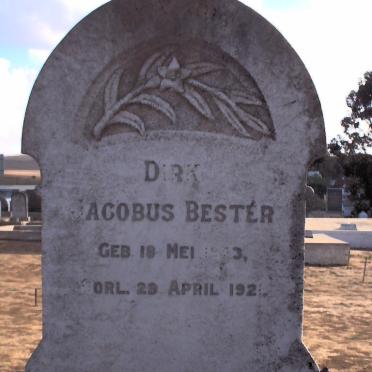 DIRK
JACOBUS BESTER
GEB 18 MEI
ORL. 29 APRIL